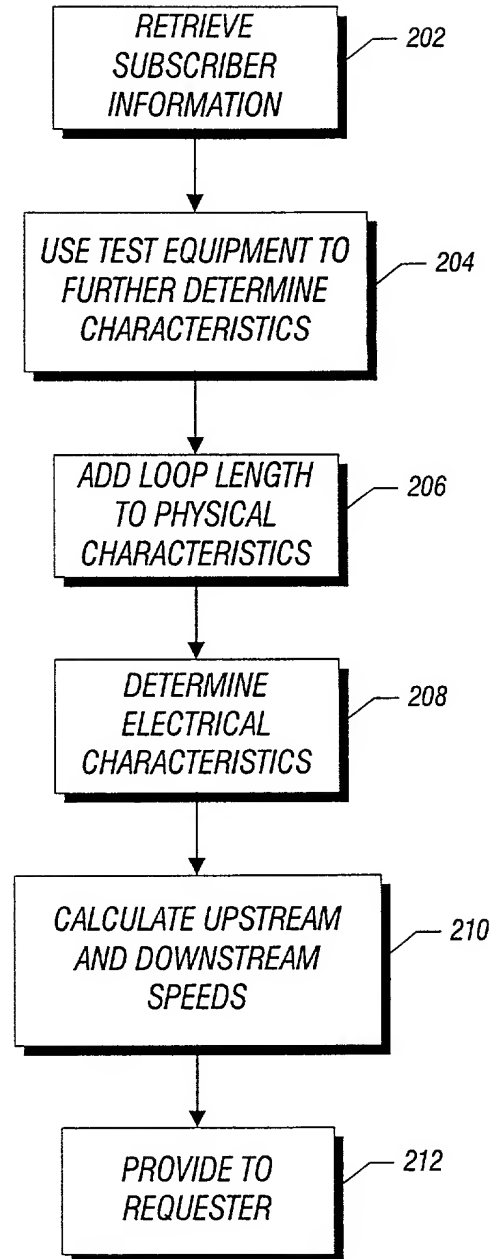 RETRIEVE
SUBSCRIBER
INFORMATION
202
USE TEST EQUIPMENT TO
FURTHER DETERMINE
CHARACTERISTICS
204
ADD LOOP LENGTH
TO PHYSICAL
CHARACTERISTICS
206
DETERMINE
ELECTRICAL
CHARACTERISTICS
208
CALCULATE UPSTREAM
AND DOWNSTREAM
SPEEDS
210
PROVIDE TO
REQUESTER
212